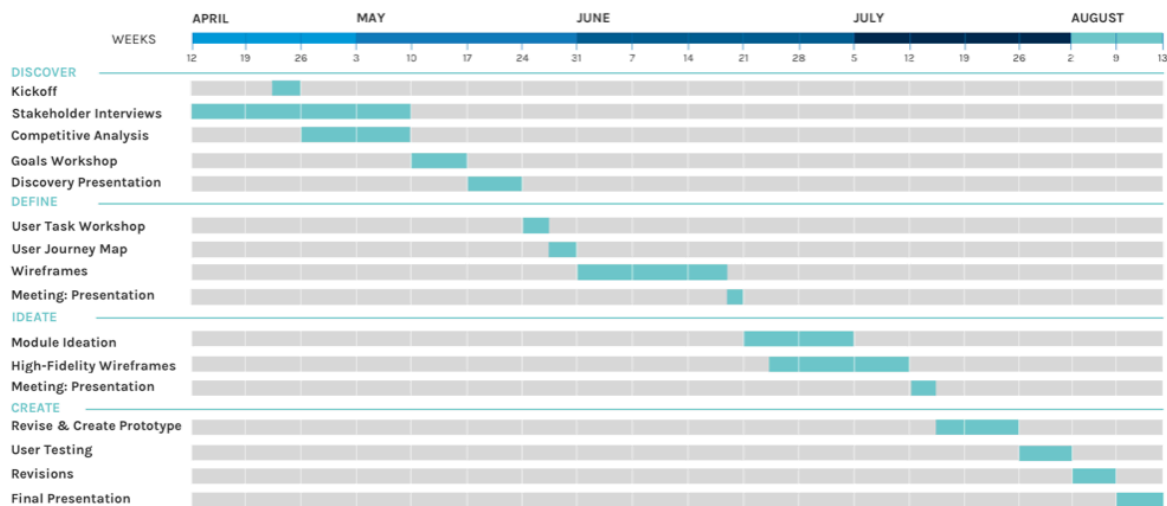 APRIL MAY JUNE JULY AUGUST
WEEKS
12 19 26 3 10 17 24 31 7 14 21 28 5 12 19 26 2 9 13
DISCOVER
Kickoff
Stakeholder Interviews
Competitive Analysis
Goals Workshop
Discovery Presentation
DEFINE
User Task Workshop
User Journey Map
Wireframes
Meeting: Presentation
IDEATE
Module Ideation
High-Fidelity Wireframes
Meeting: Presentation
CREATE
Revise & Create Prototype
User Testing
Revisions
Final Presentation